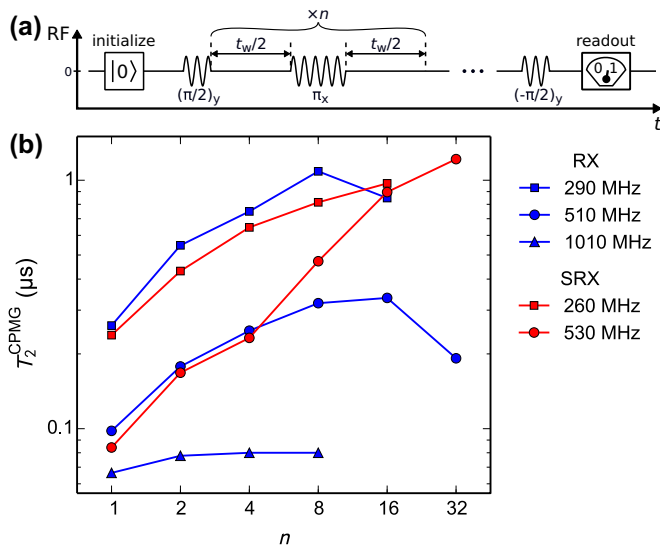 (a) RF
×n
initialize
t_w/2
t_w/2
readout
0
|0⟩
...
0 1
(π/2)_y
π_x
(-π/2)_y
t
(b)
T_2^CPMG (μs)
1
0.1
1 2 4 8 16 32
n
RX
290 MHz
510 MHz
1010 MHz
SRX
260 MHz
530 MHz